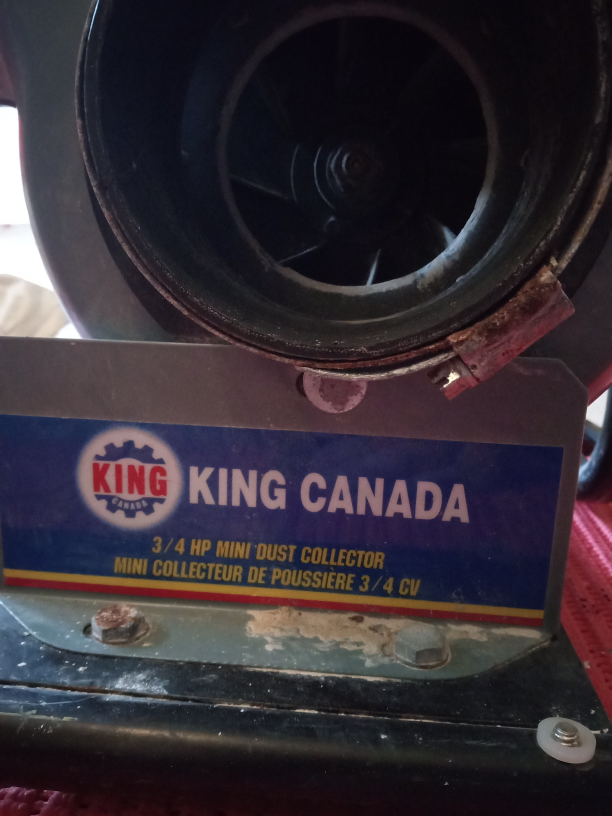 KING
CANADA
KING CANADA
3/4 HP MINI DUST COLLECTOR
MINI COLLECTEUR DE POUSSIÈRE 3/4 CV